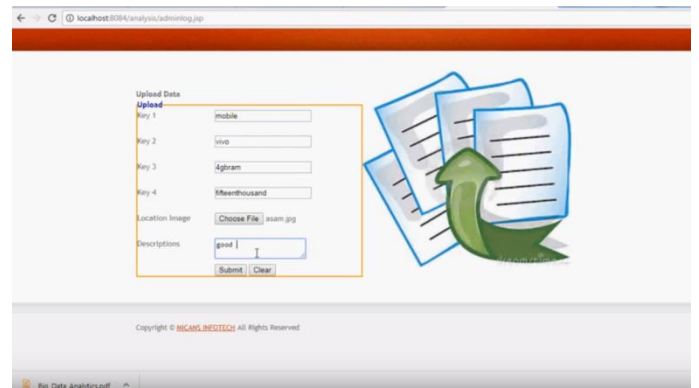 localhost:8084/analysis/adminlog.jsp
Upload Data
Upload
Key 1 mobile
Key 2 vivo
Key 3 4gbram
Key 4 fifteenthousand
Location Image Choose File asam.jpg
Descriptions good
Submit Clear
Copyright © MICANS INFOTECH All Rights Reserved
Big Data Analytics.pdf